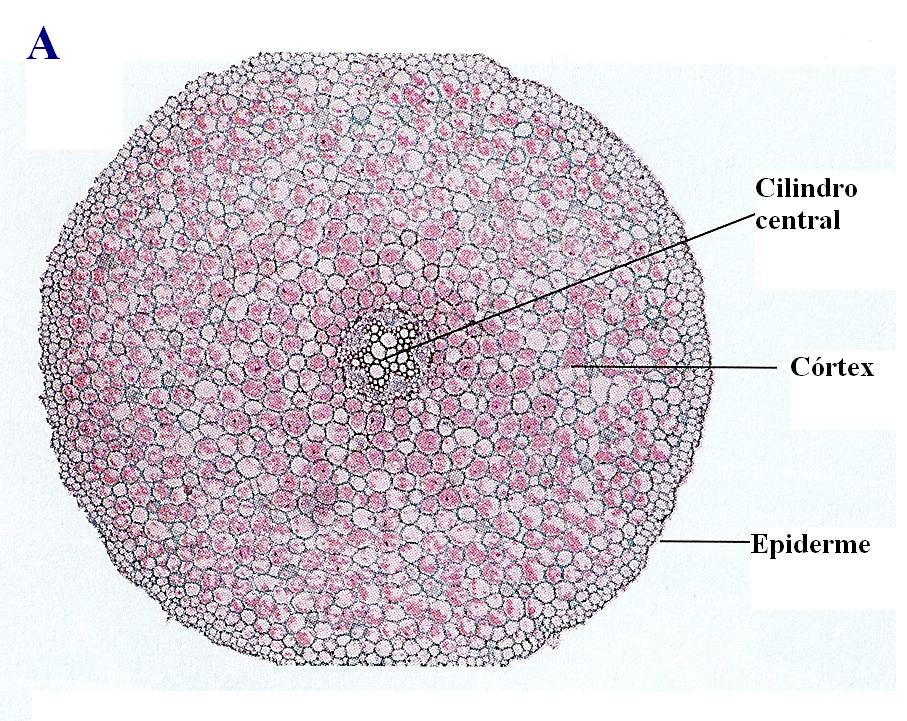 A
Cilindro
central
Córtex
Epiderme